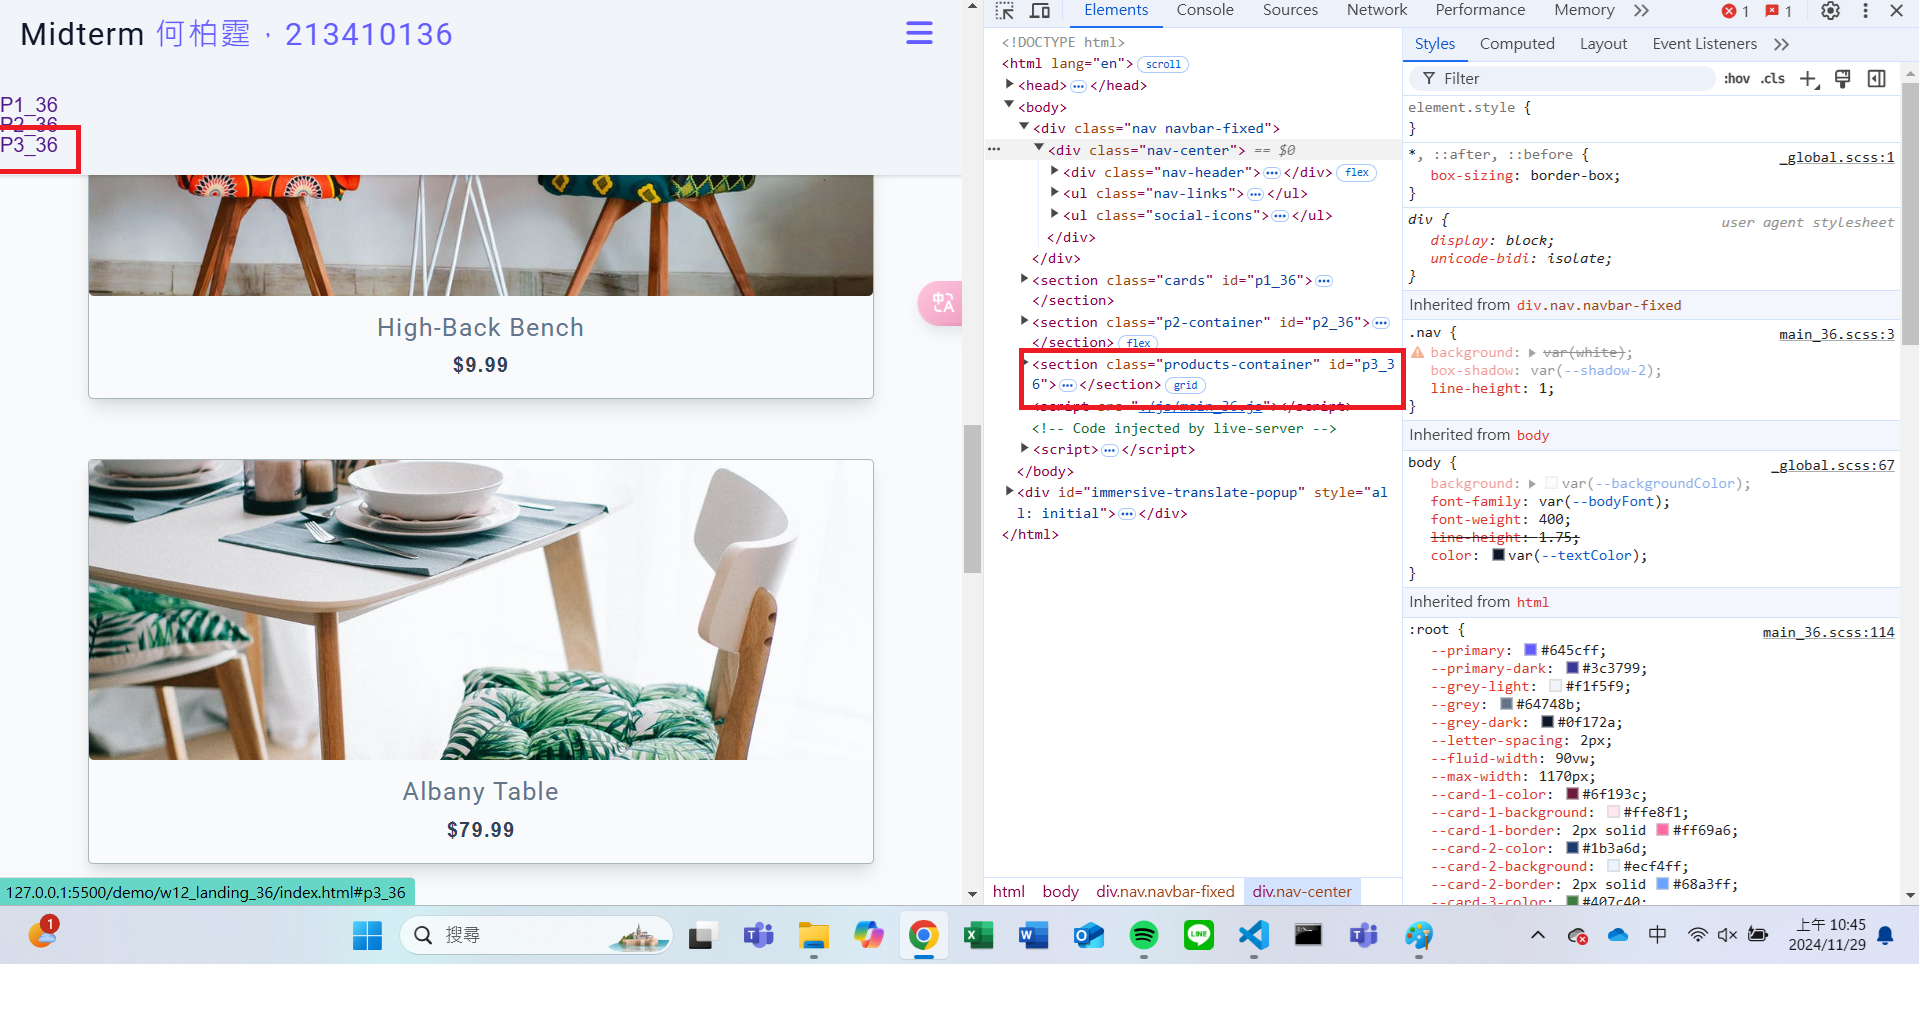 Midterm 何柏霆，213410136
P1_36
P2_36
P3_36
High-Back Bench
$9.99
Albany Table
$79.99
127.0.0.1:5500/demo/w12_landing_36/index.html#p3_36
Elements Console Sources Network Performance Memory 1 1
<!DOCTYPE html>
<html lang="en"> scroll
<head> … </head>
<body>
<div class="nav navbar-fixed">
<div class="nav-center"> == $0
<div class="nav-header"> … </div> flex
<ul class="nav-links"> … </ul>
<ul class="social-icons"> … </ul>
</div>
</div>
<section class="cards" id="p1_36"> …
</section>
<section class="p2-container" id="p2_36"> …
</section> flex
<section class="products-container" id="p3_3
6"> … </section> grid
<script src="./js/main_36.js"></script>
<!-- Code injected by live-server -->
<script> … </script>
</body>
<div id="immersive-translate-popup" style="al
l: initial"> … </div>
</html>
html body div.nav.navbar-fixed div.nav-center
Styles Computed Layout Event Listeners
Filter :hov .cls
element.style {
}
*, ::after, ::before { _global.scss:1
box-sizing: border-box;
}
div { user agent stylesheet
display: block;
unicode-bidi: isolate;
}
Inherited from div.nav.navbar-fixed
.nav { main_36.scss:3
background: var(white);
box-shadow: var(--shadow-2);
line-height: 1;
}
Inherited from body
body { _global.scss:67
background: var(--backgroundColor);
font-family: var(--bodyFont);
font-weight: 400;
line-height: 1.75;
color: var(--textColor);
}
Inherited from html
:root { main_36.scss:114
--primary: #645cff;
--primary-dark: #3c3799;
--grey-light: #f1f5f9;
--grey: #64748b;
--grey-dark: #0f172a;
--letter-spacing: 2px;
--fluid-width: 90vw;
--max-width: 1170px;
--card-1-color: #6f193c;
--card-1-background: #ffe8f1;
--card-1-border: 2px solid #ff69a6;
--card-2-color: #1b3a6d;
--card-2-background: #ecf4ff;
--card-2-border: 2px solid #68a3ff;
--card-3-color: #407c40;
1
搜尋
中
上午 10:45
2024/11/29